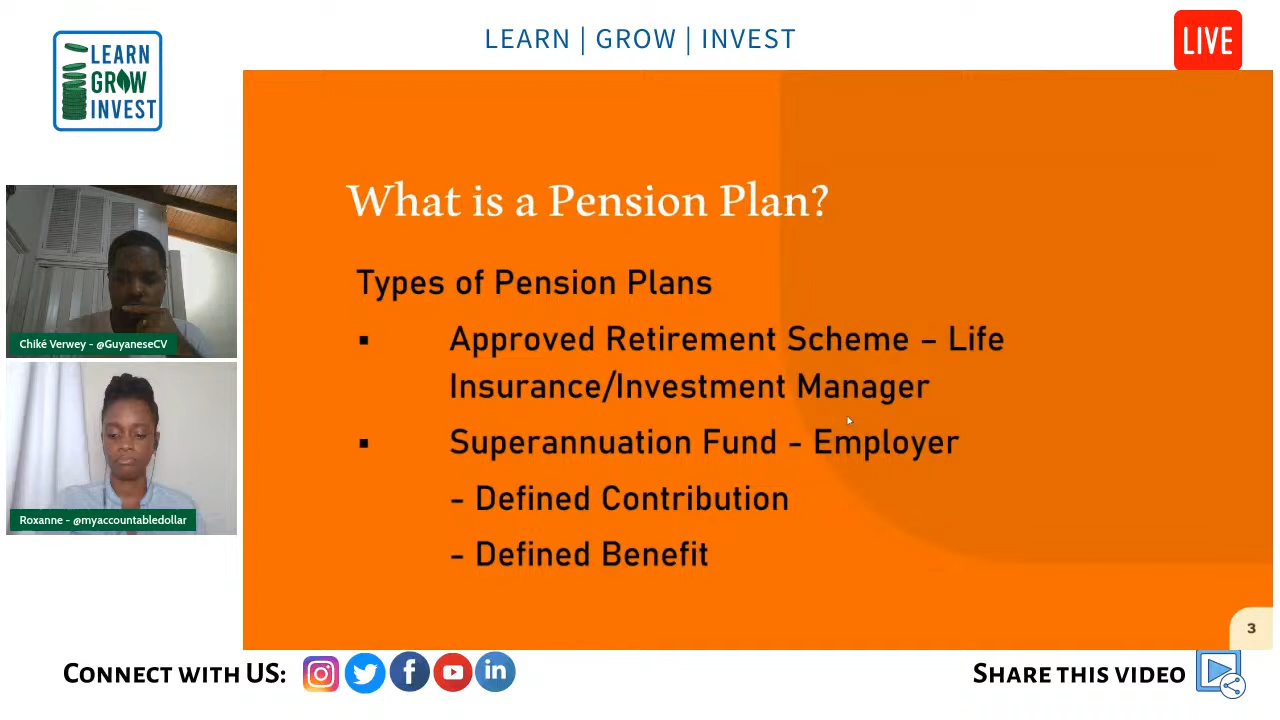 LEARN | GROW | INVEST
LIVE
LEARN
GROW
INVEST
What is a Pension Plan?
Types of Pension Plans
▪ Approved Retirement Scheme – Life
Insurance/Investment Manager
▪ Superannuation Fund - Employer
- Defined Contribution
- Defined Benefit
Chiké Verwey - @GuyaneseCV
Roxanne - @myaccountabledollar
3
CONNECT WITH US:
SHARE THIS VIDEO